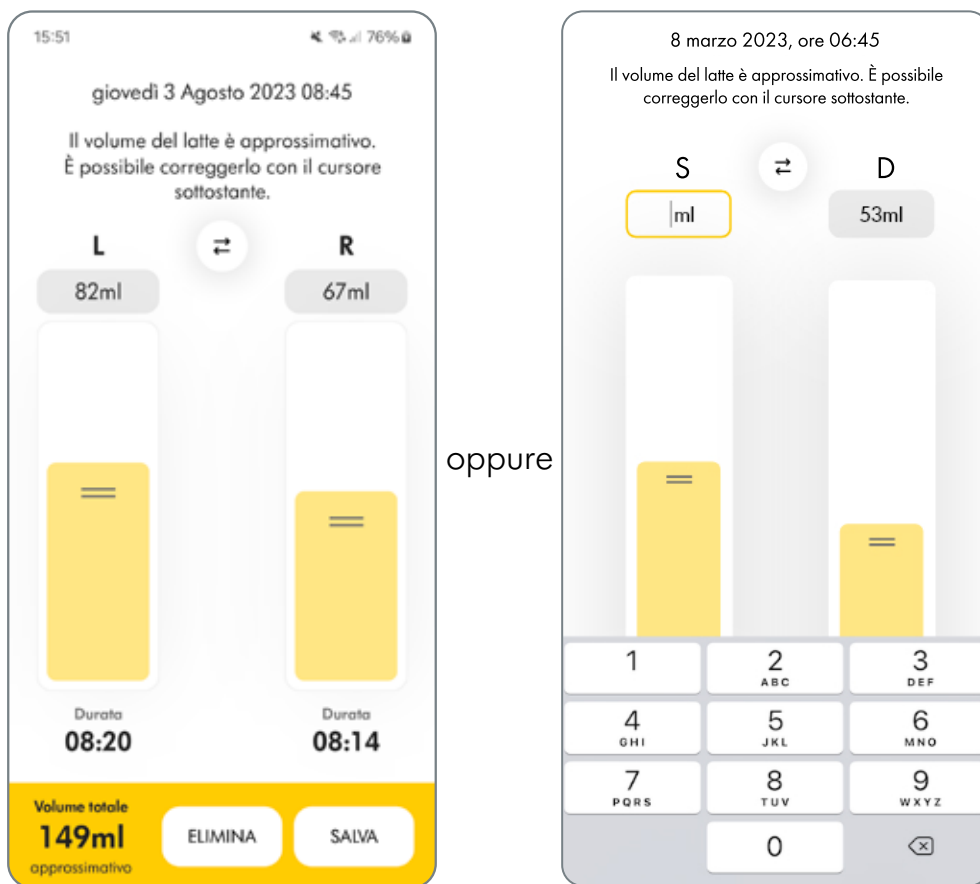 15:51
76%
giovedì 3 Agosto 2023 08:45
Il volume del latte è approssimativo.
È possibile correggerlo con il cursore
sottostante.
L
R
82ml
67ml
Durata
08:20
Durata
08:14
Volume totale
149ml
approssimativo
ELIMINA
SALVA
oppure
8 marzo 2023, ore 06:45
Il volume del latte è approssimativo. È possibile
correggerlo con il cursore sottostante.
S
D
ml
53ml
1
2
ABC
3
DEF
4
GHI
5
JKL
6
MNO
7
PQRS
8
TUV
9
WXYZ
0